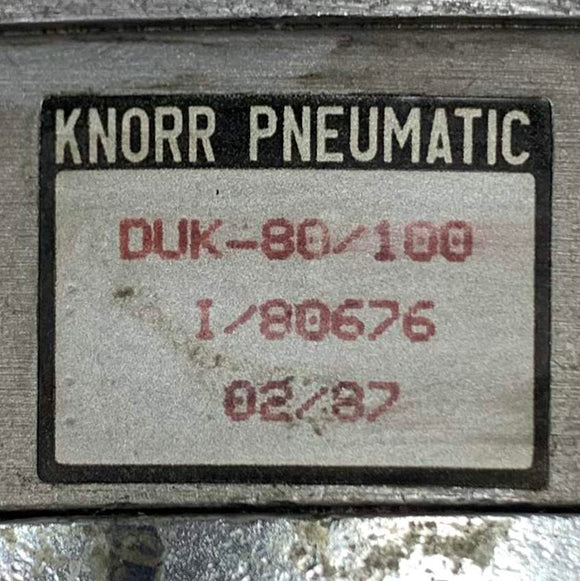 KNORR PNEUMATIC
DUK-80/100
I/80676
02/87